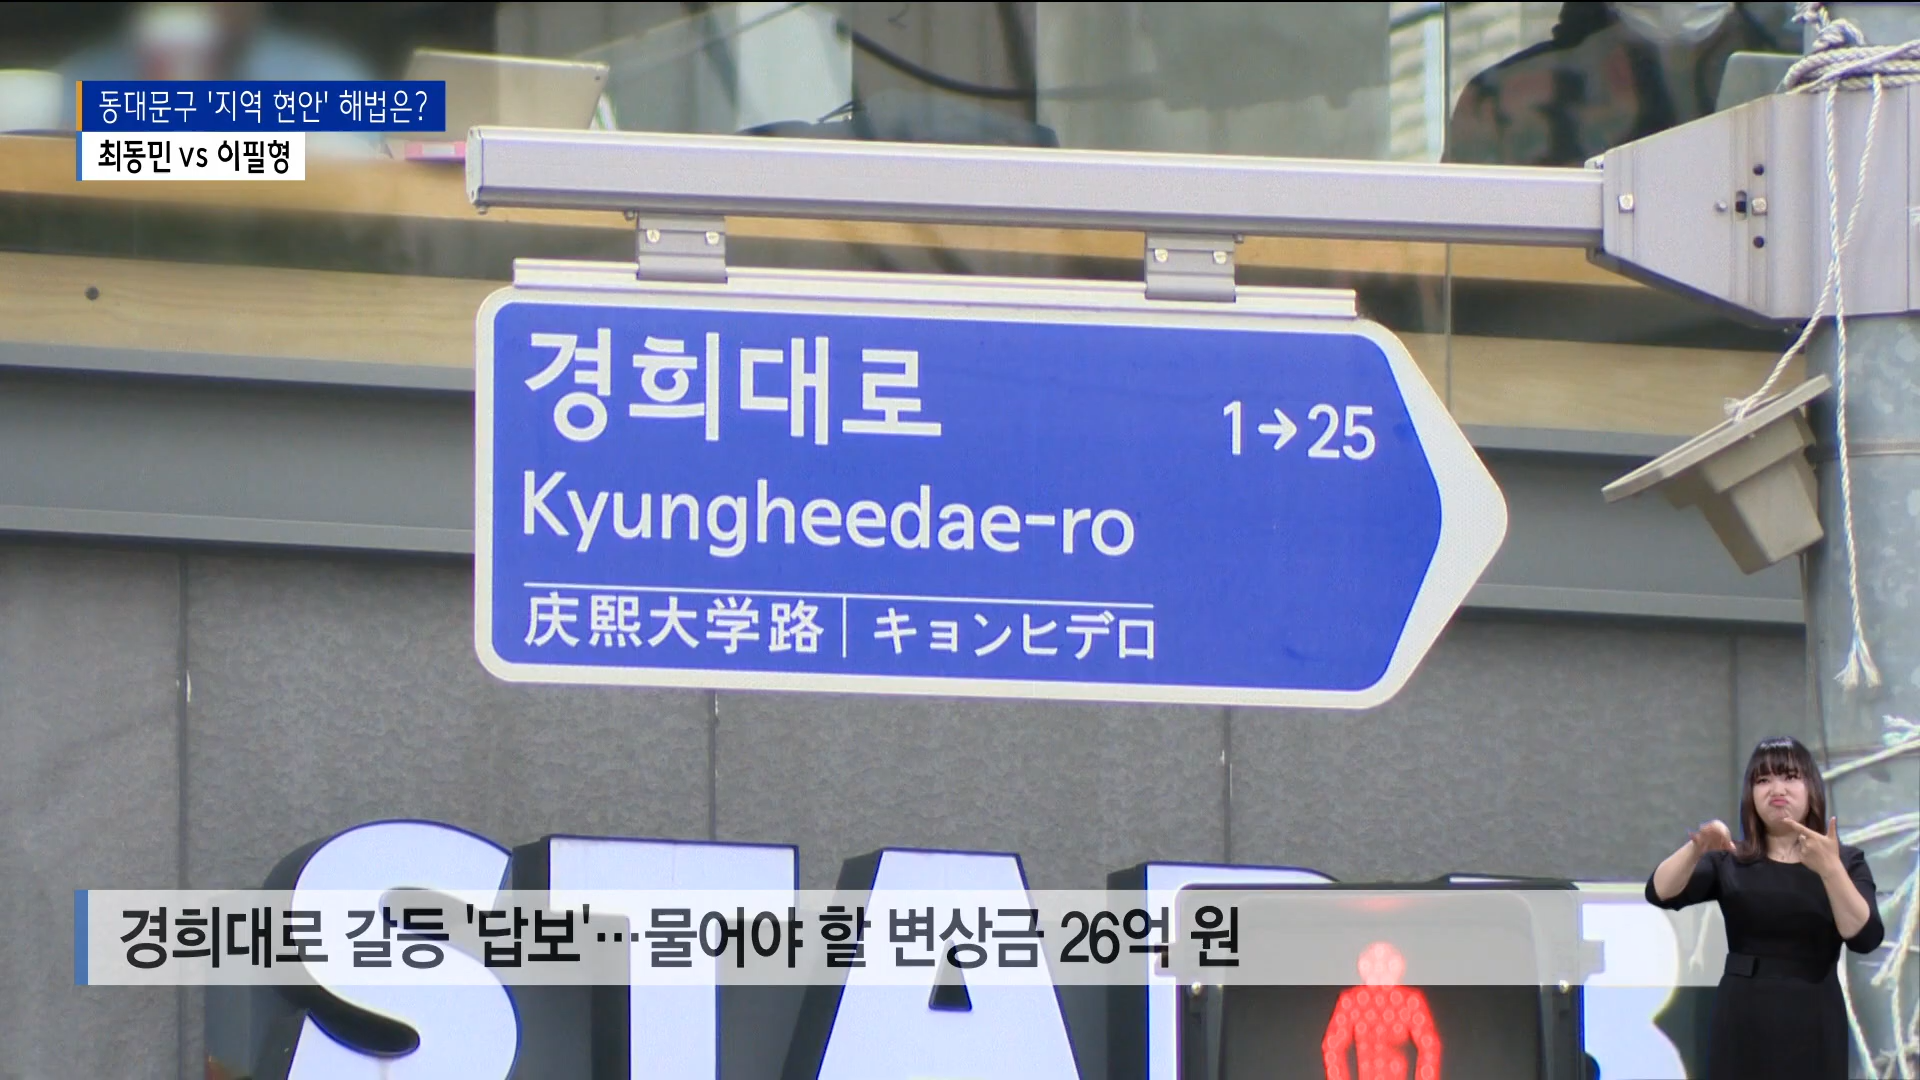 동대문구 '지역 현안' 해법은?
최동민 vs 이필형
경희대로
1→25
Kyungheedae-ro
庆熙大学路 | キョンヒデロ
경희대로 갈등 '답보'…물어야 할 변상금 26억 원